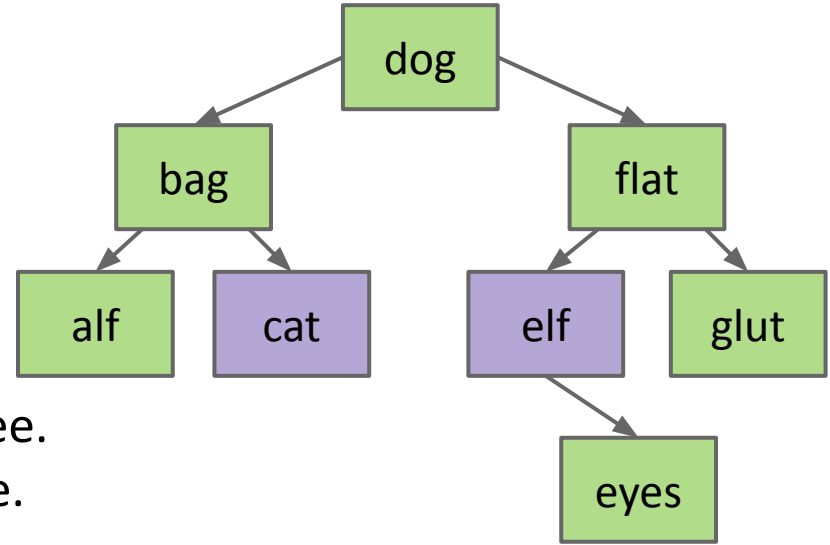 dog
bag
flat
alf
cat
elf
glut
ee.
e.
eyes